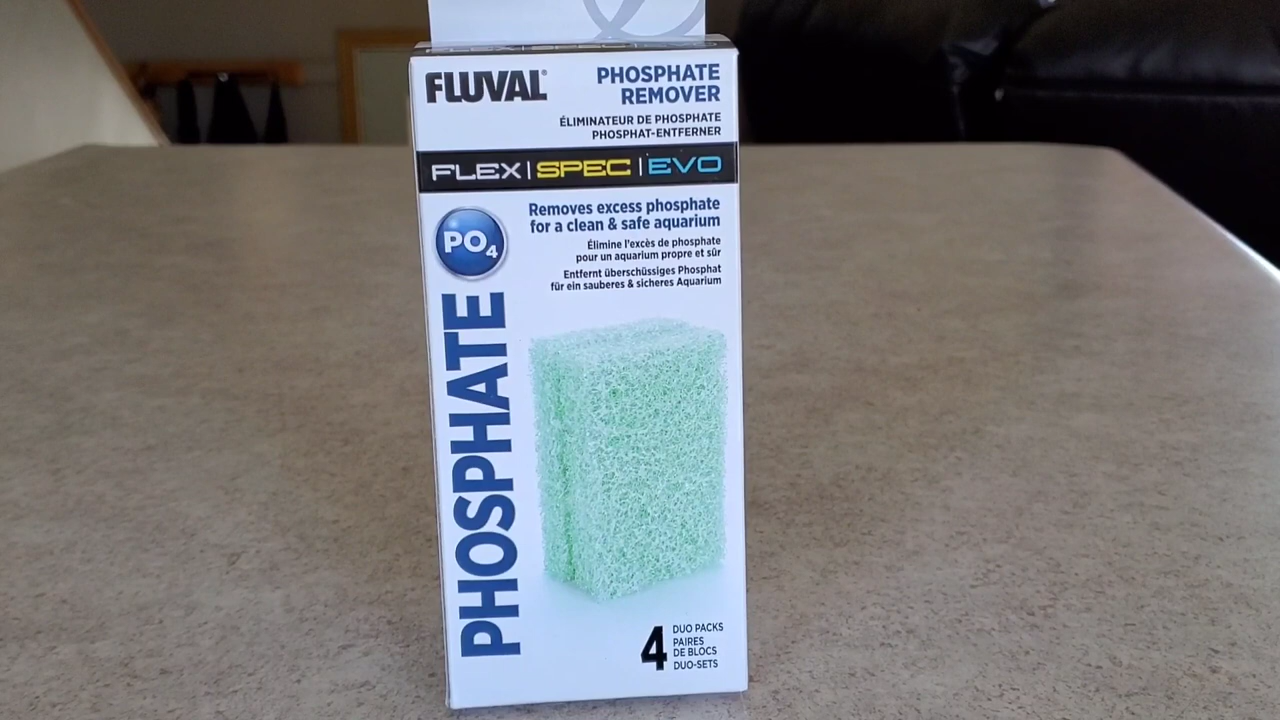 FLUVAL®
PHOSPHATE
REMOVER
ÉLIMINATEUR DE PHOSPHATE
PHOSPHAT-ENTFERNER
FLEX | SPEC | EVO
PO4
Removes excess phosphate
for a clean & safe aquarium
Élimine l'excès de phosphate
pour un aquarium propre et sûr
Entfernt überschüssiges Phosphat
für ein sauberes & sicheres Aquarium
PHOSPHATE
4
DUO PACKS
PAIRES
DE BLOCS
DUO-SETS